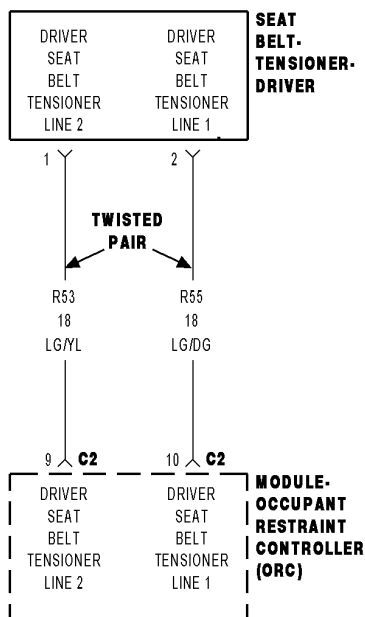 SEAT
BELT-
TENSIONER-
DRIVER
DRIVER
SEAT
BELT
TENSIONER
LINE 2
DRIVER
SEAT
BELT
TENSIONER
LINE 1
1
2
TWISTED
PAIR
R53
18
LG/YL
R55
18
LG/DG
9 C2
10 C2
DRIVER
SEAT
BELT
TENSIONER
LINE 2
DRIVER
SEAT
BELT
TENSIONER
LINE 1
MODULE-
OCCUPANT
RESTRAINT
CONTROLLER
(ORC)